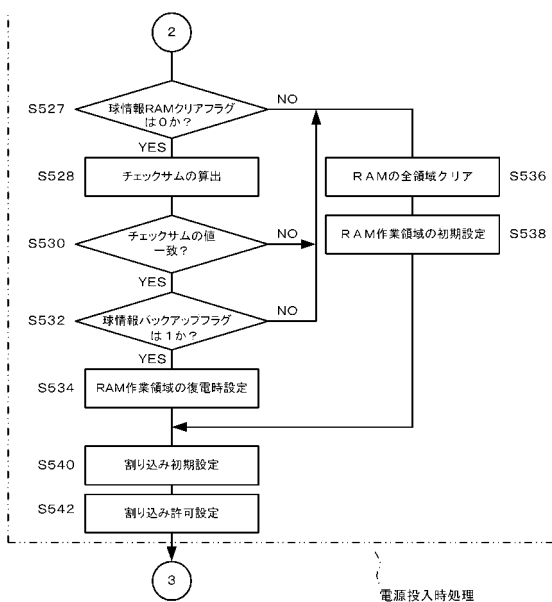 2
S527
球情報RAMクリアフラグ
は0か?
NO
YES
S528
チェックサムの算出
RAMの全領域クリア
S536
S530
チェックサムの値
一致?
NO
RAM作業領域の初期設定
S538
YES
S532
球情報バックアップフラグ
は1か?
NO
YES
S534
RAM作業領域の復電時設定
S540
割り込み初期設定
S542
割り込み許可設定
3
電源投入時処理